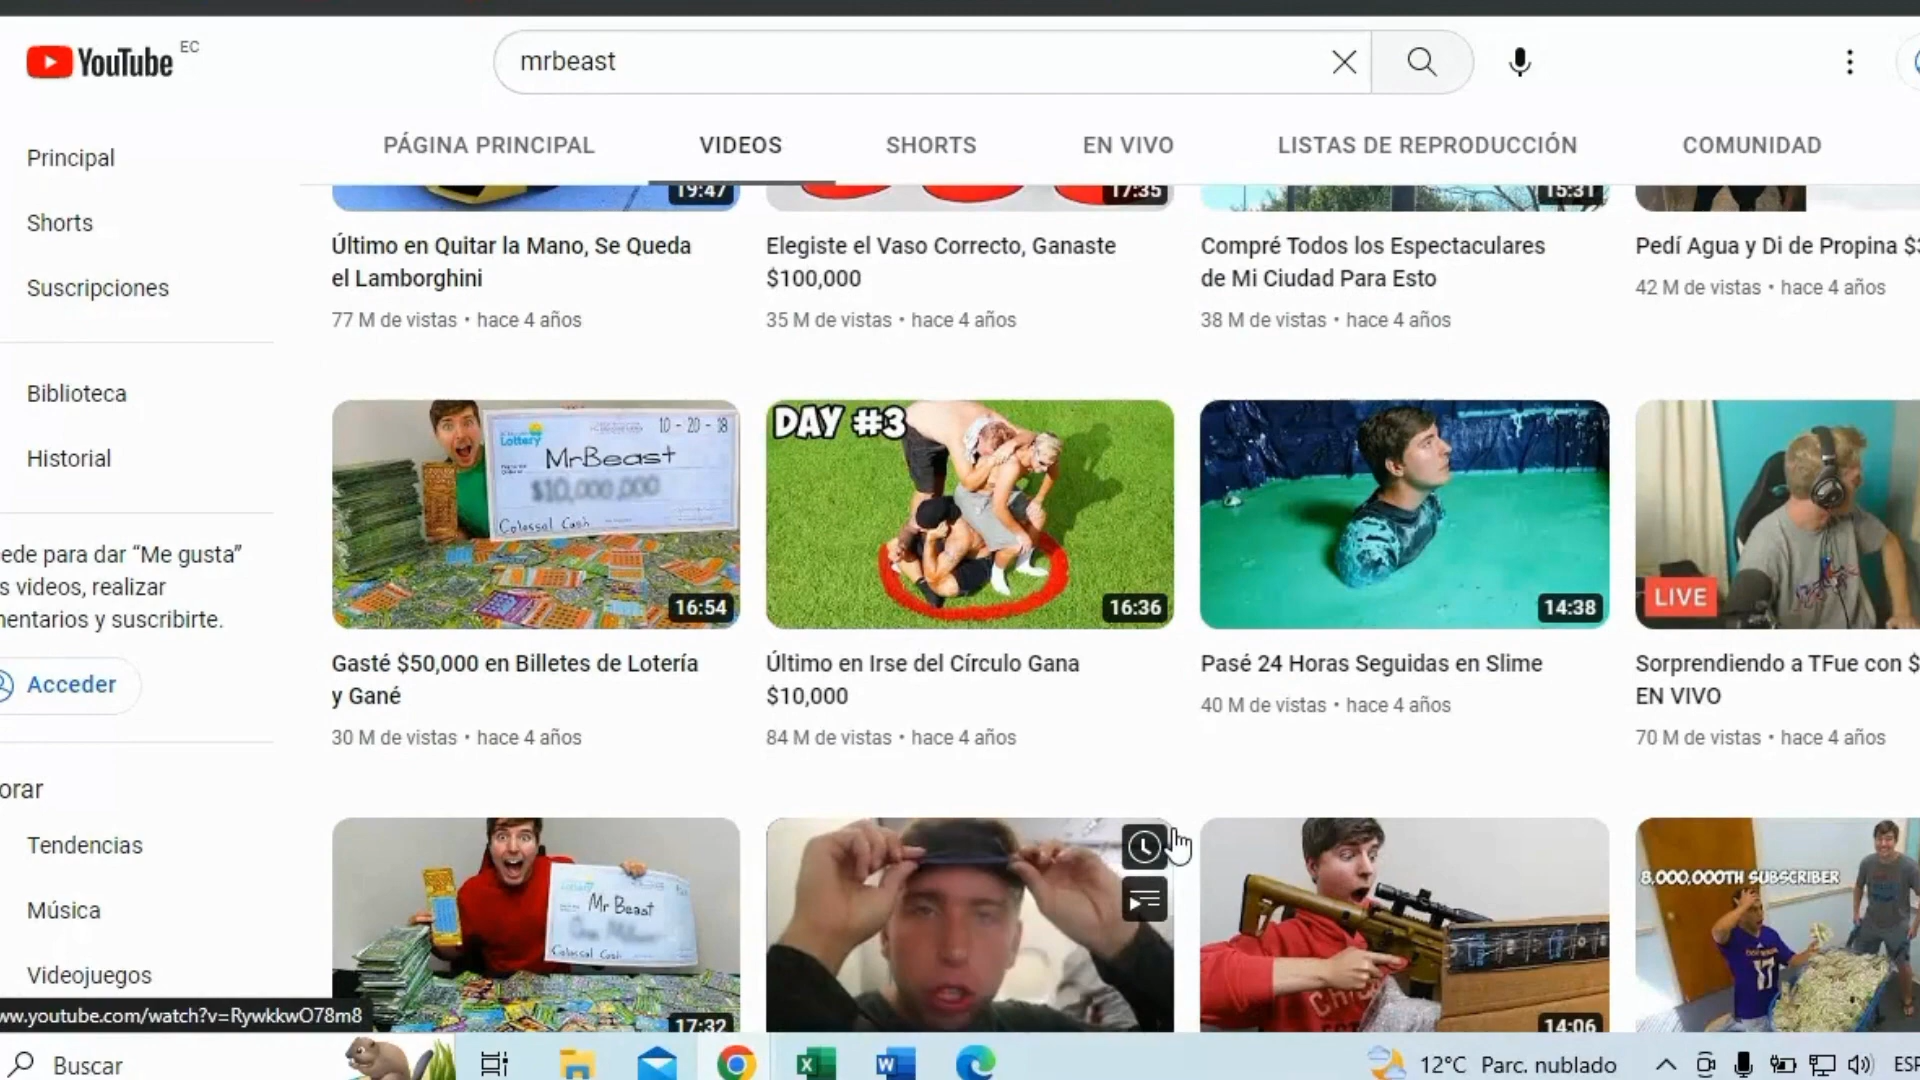 YouTube EC
mrbeast
PÁGINA PRINCIPAL VIDEOS SHORTS EN VIVO LISTAS DE REPRODUCCIÓN COMUNIDAD
Principal
Shorts
Suscripciones
Biblioteca
Historial
ede para dar “Me gusta”
s videos, realizar
nentarios y suscribirte.
Acceder
orar
Tendencias
Música
Videojuegos
19:47
Último en Quitar la Mano, Se Queda
el Lamborghini
77 M de vistas • hace 4 años
17:35
Elegiste el Vaso Correcto, Ganaste
$100,000
35 M de vistas • hace 4 años
15:31
Compré Todos los Espectaculares
de Mi Ciudad Para Esto
38 M de vistas • hace 4 años
Pedí Agua y Di de Propina $
42 M de vistas • hace 4 años
Lottery
10-20-18
MrBeast
$10,000,000
Colossal Cash
16:54
Gasté $50,000 en Billetes de Lotería
y Gané
30 M de vistas • hace 4 años
DAY #3
16:36
Último en Irse del Círculo Gana
$10,000
84 M de vistas • hace 4 años
14:38
Pasé 24 Horas Seguidas en Slime
40 M de vistas • hace 4 años
LIVE
Sorprendiendo a TFue con $
EN VIVO
70 M de vistas • hace 4 años
Mr Beast
Colossal Cash
17:32
14:06
8,000,000TH SUBSCRIBER
17
ww.youtube.com/watch?v=RywkkwO78m8
Buscar
12°C Parc. nublado
ESP